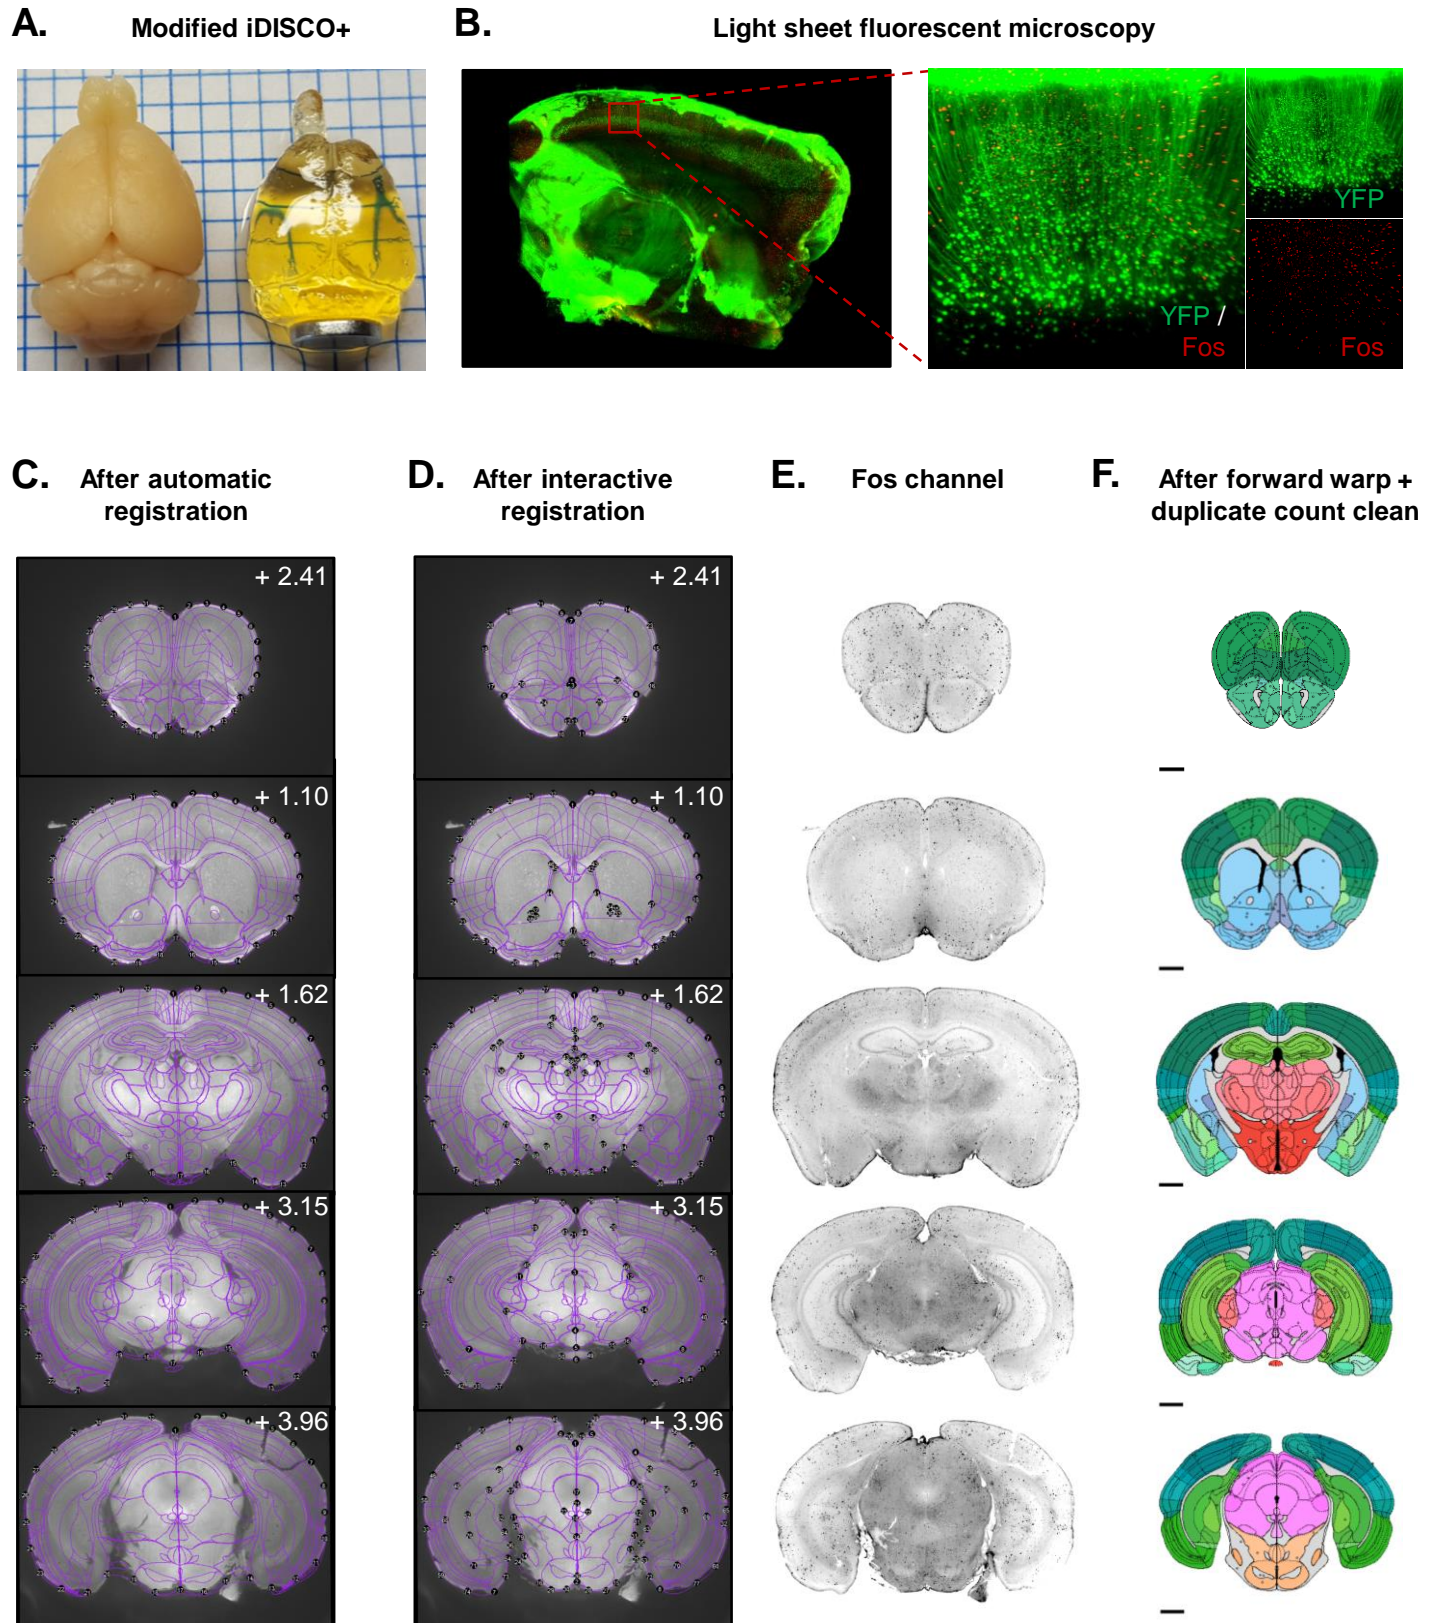 A. Modified iDISCO+
B. Light sheet fluorescent microscopy
YFP /
Fos
YFP
Fos
C. After automatic
registration
D. After interactive
registration
E. Fos channel
F. After forward warp +
duplicate count clean
+ 2.41
+ 2.41
+ 1.10
+ 1.10
+ 1.62
+ 1.62
+ 3.15
+ 3.15
+ 3.96
+ 3.96